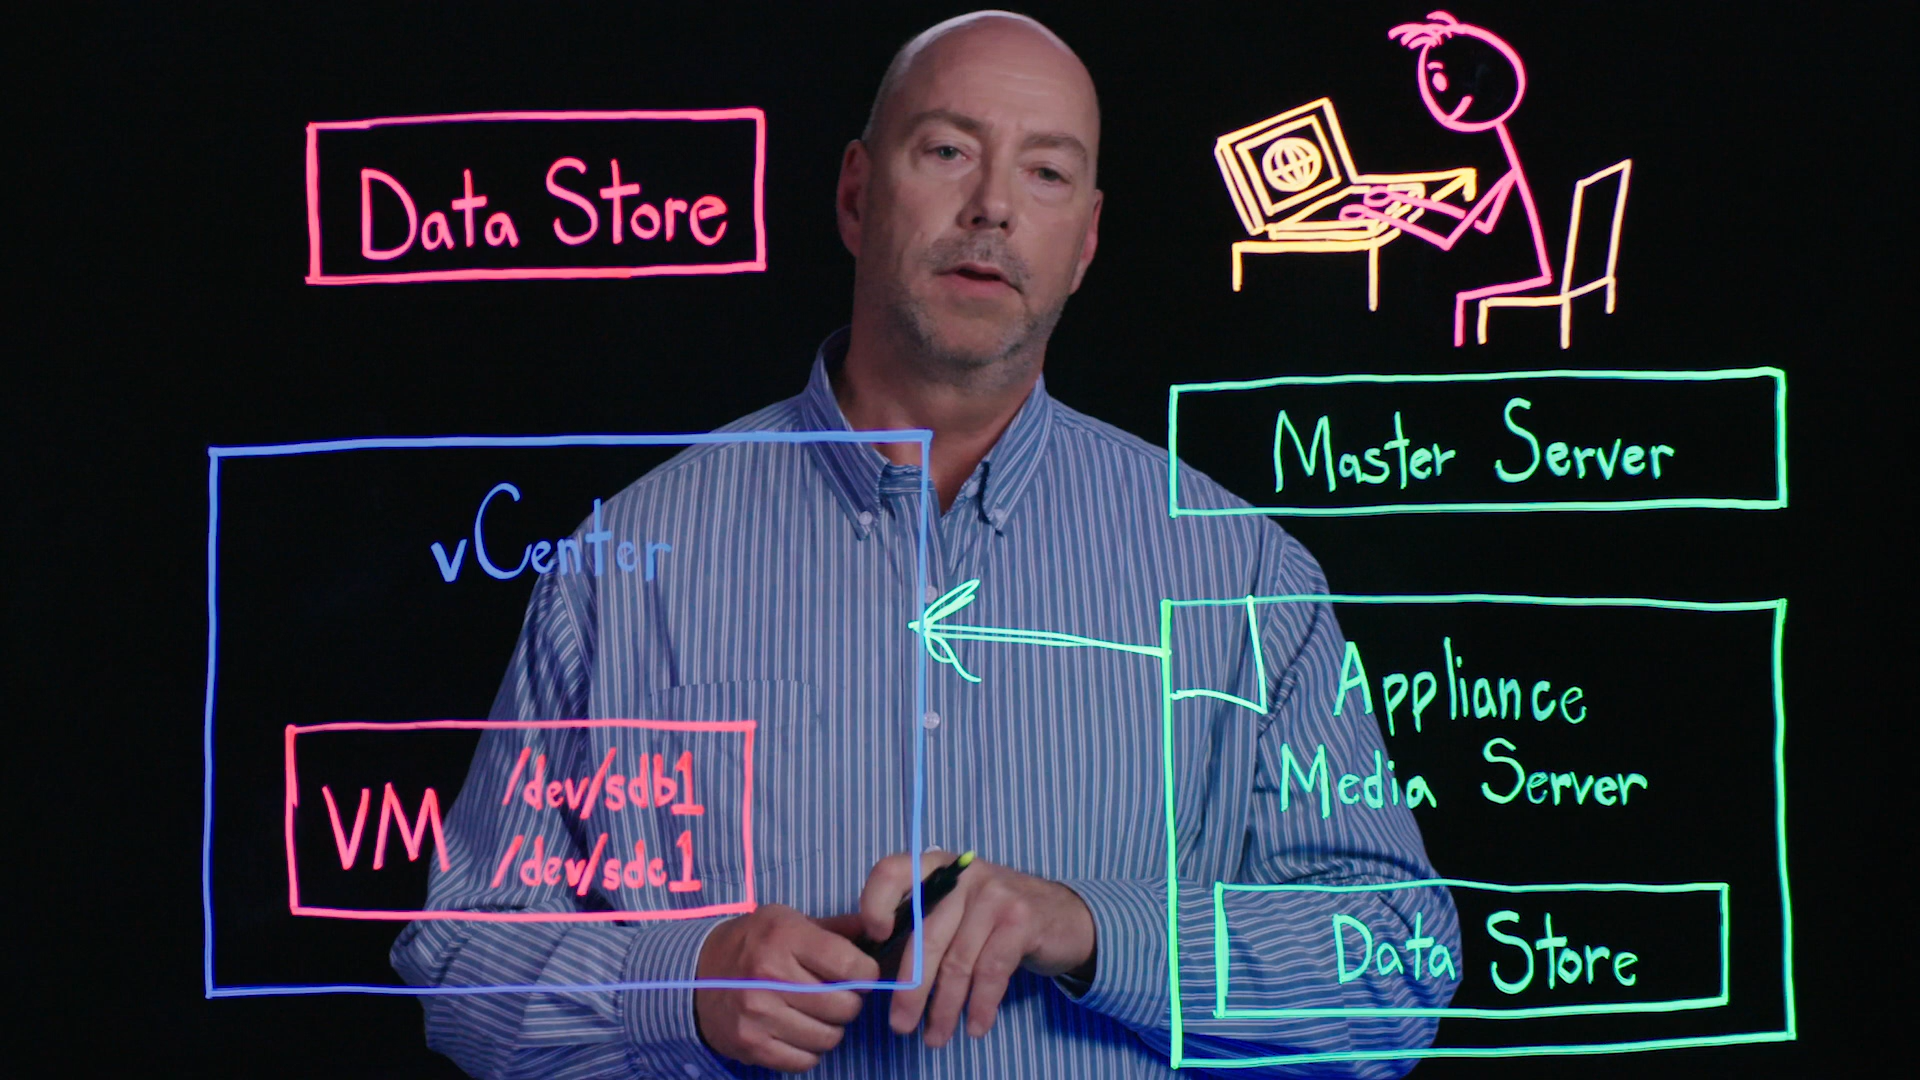 Data Store
Master Server
vCenter
Appliance
Media Server
VM
/dev/sdb1
/dev/sdc1
Data Store